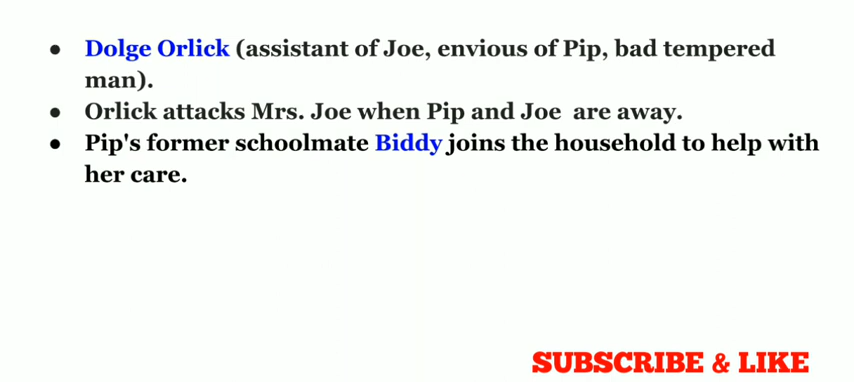 ● Dolge Orlick (assistant of Joe, envious of Pip, bad tempered
man).
● Orlick attacks Mrs. Joe when Pip and Joe are away.
● Pip's former schoolmate Biddy joins the household to help with
her care.
SUBSCRIBE & LIKE